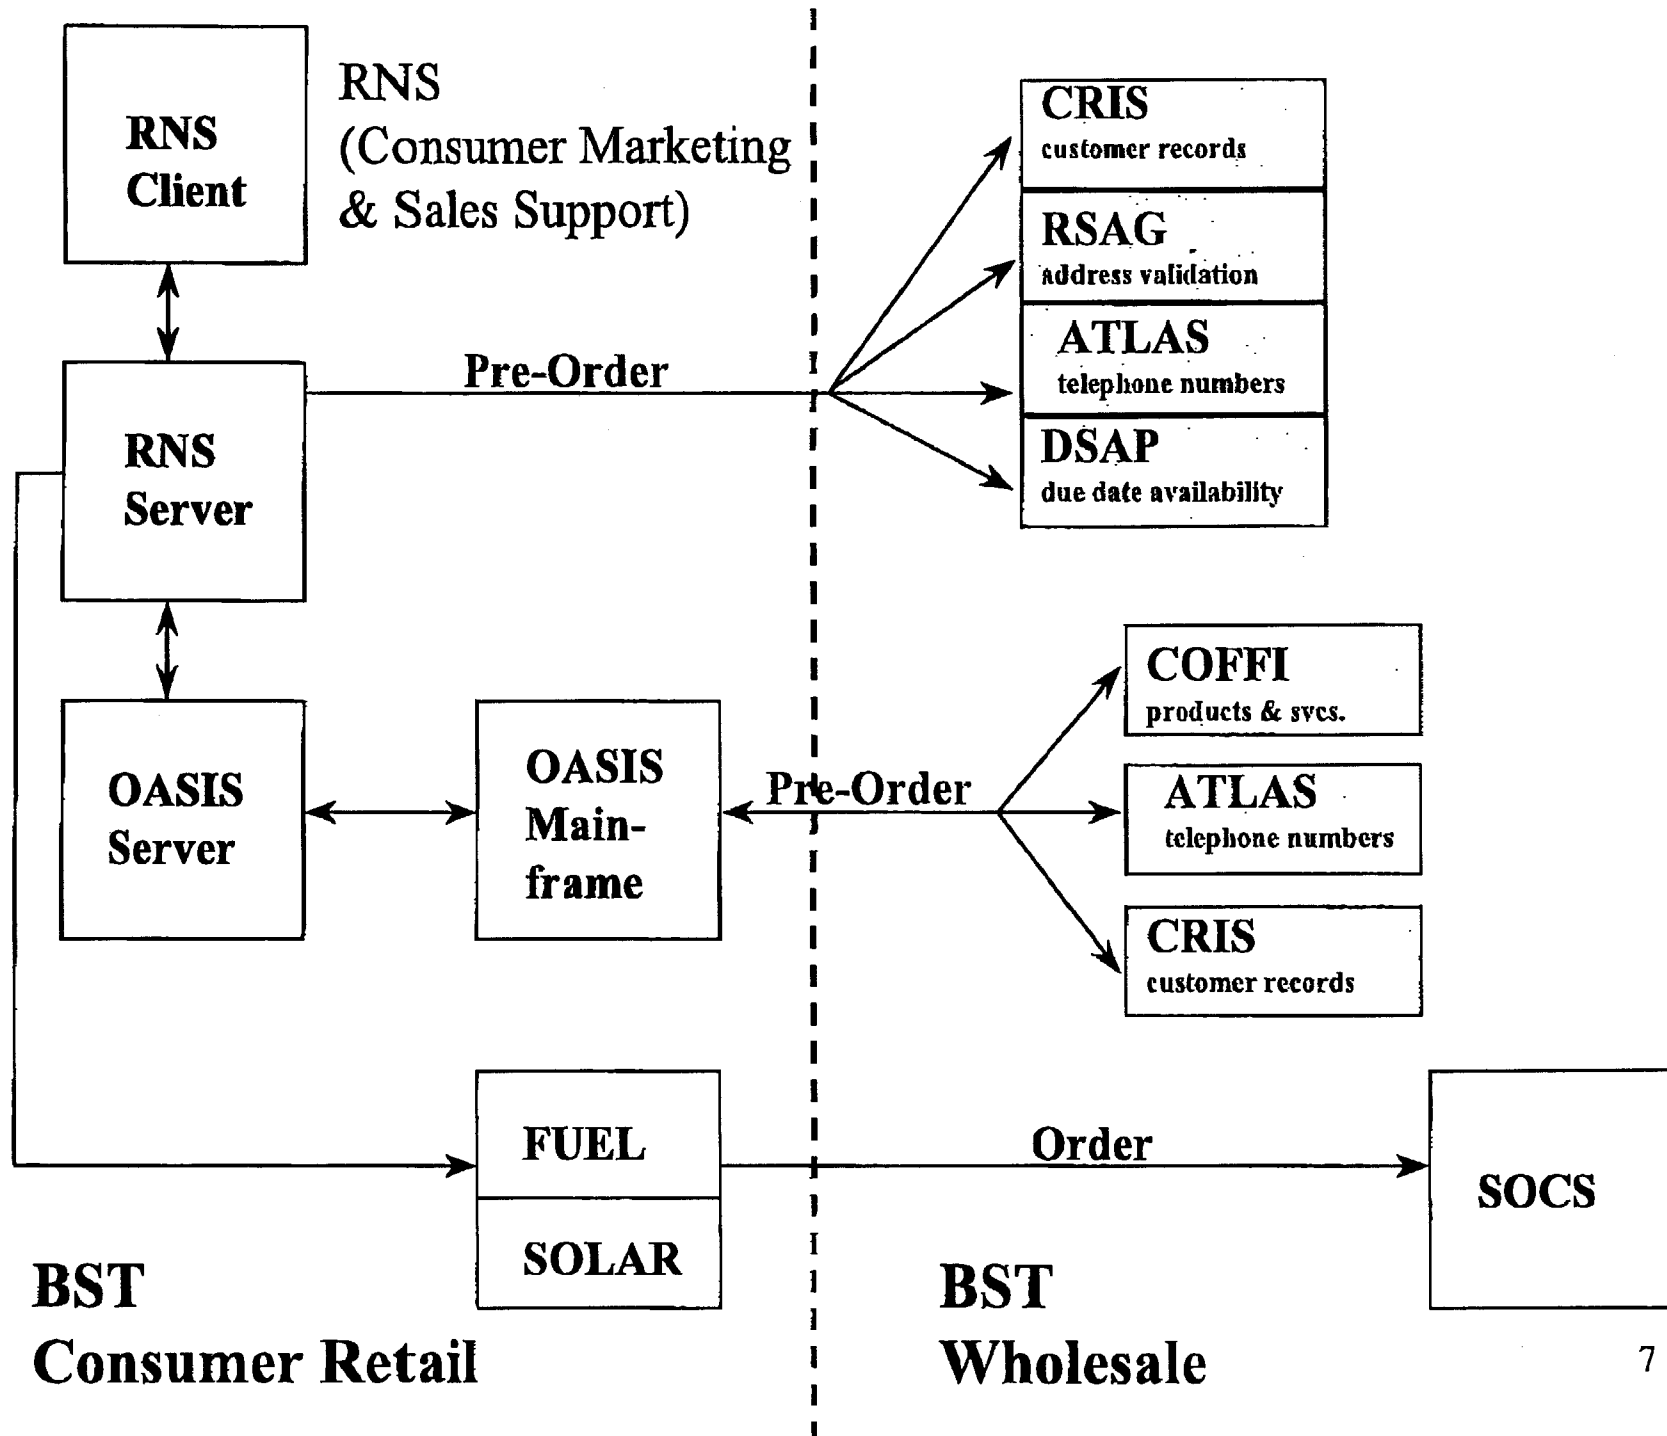 RNS
Client
RNS
(Consumer Marketing
& Sales Support)
CRIS
customer records
RSAG
address validation
ATLAS
telephone numbers
DSAP
due date availability
Pre-Order
RNS
Server
COFFI
products & svcs.
ATLAS
telephone numbers
CRIS
customer records
OASIS
Server
OASIS
Main-
frame
Pre-Order
FUEL
SOLAR
Order
SOCS
BST
Consumer Retail
BST
Wholesale
7